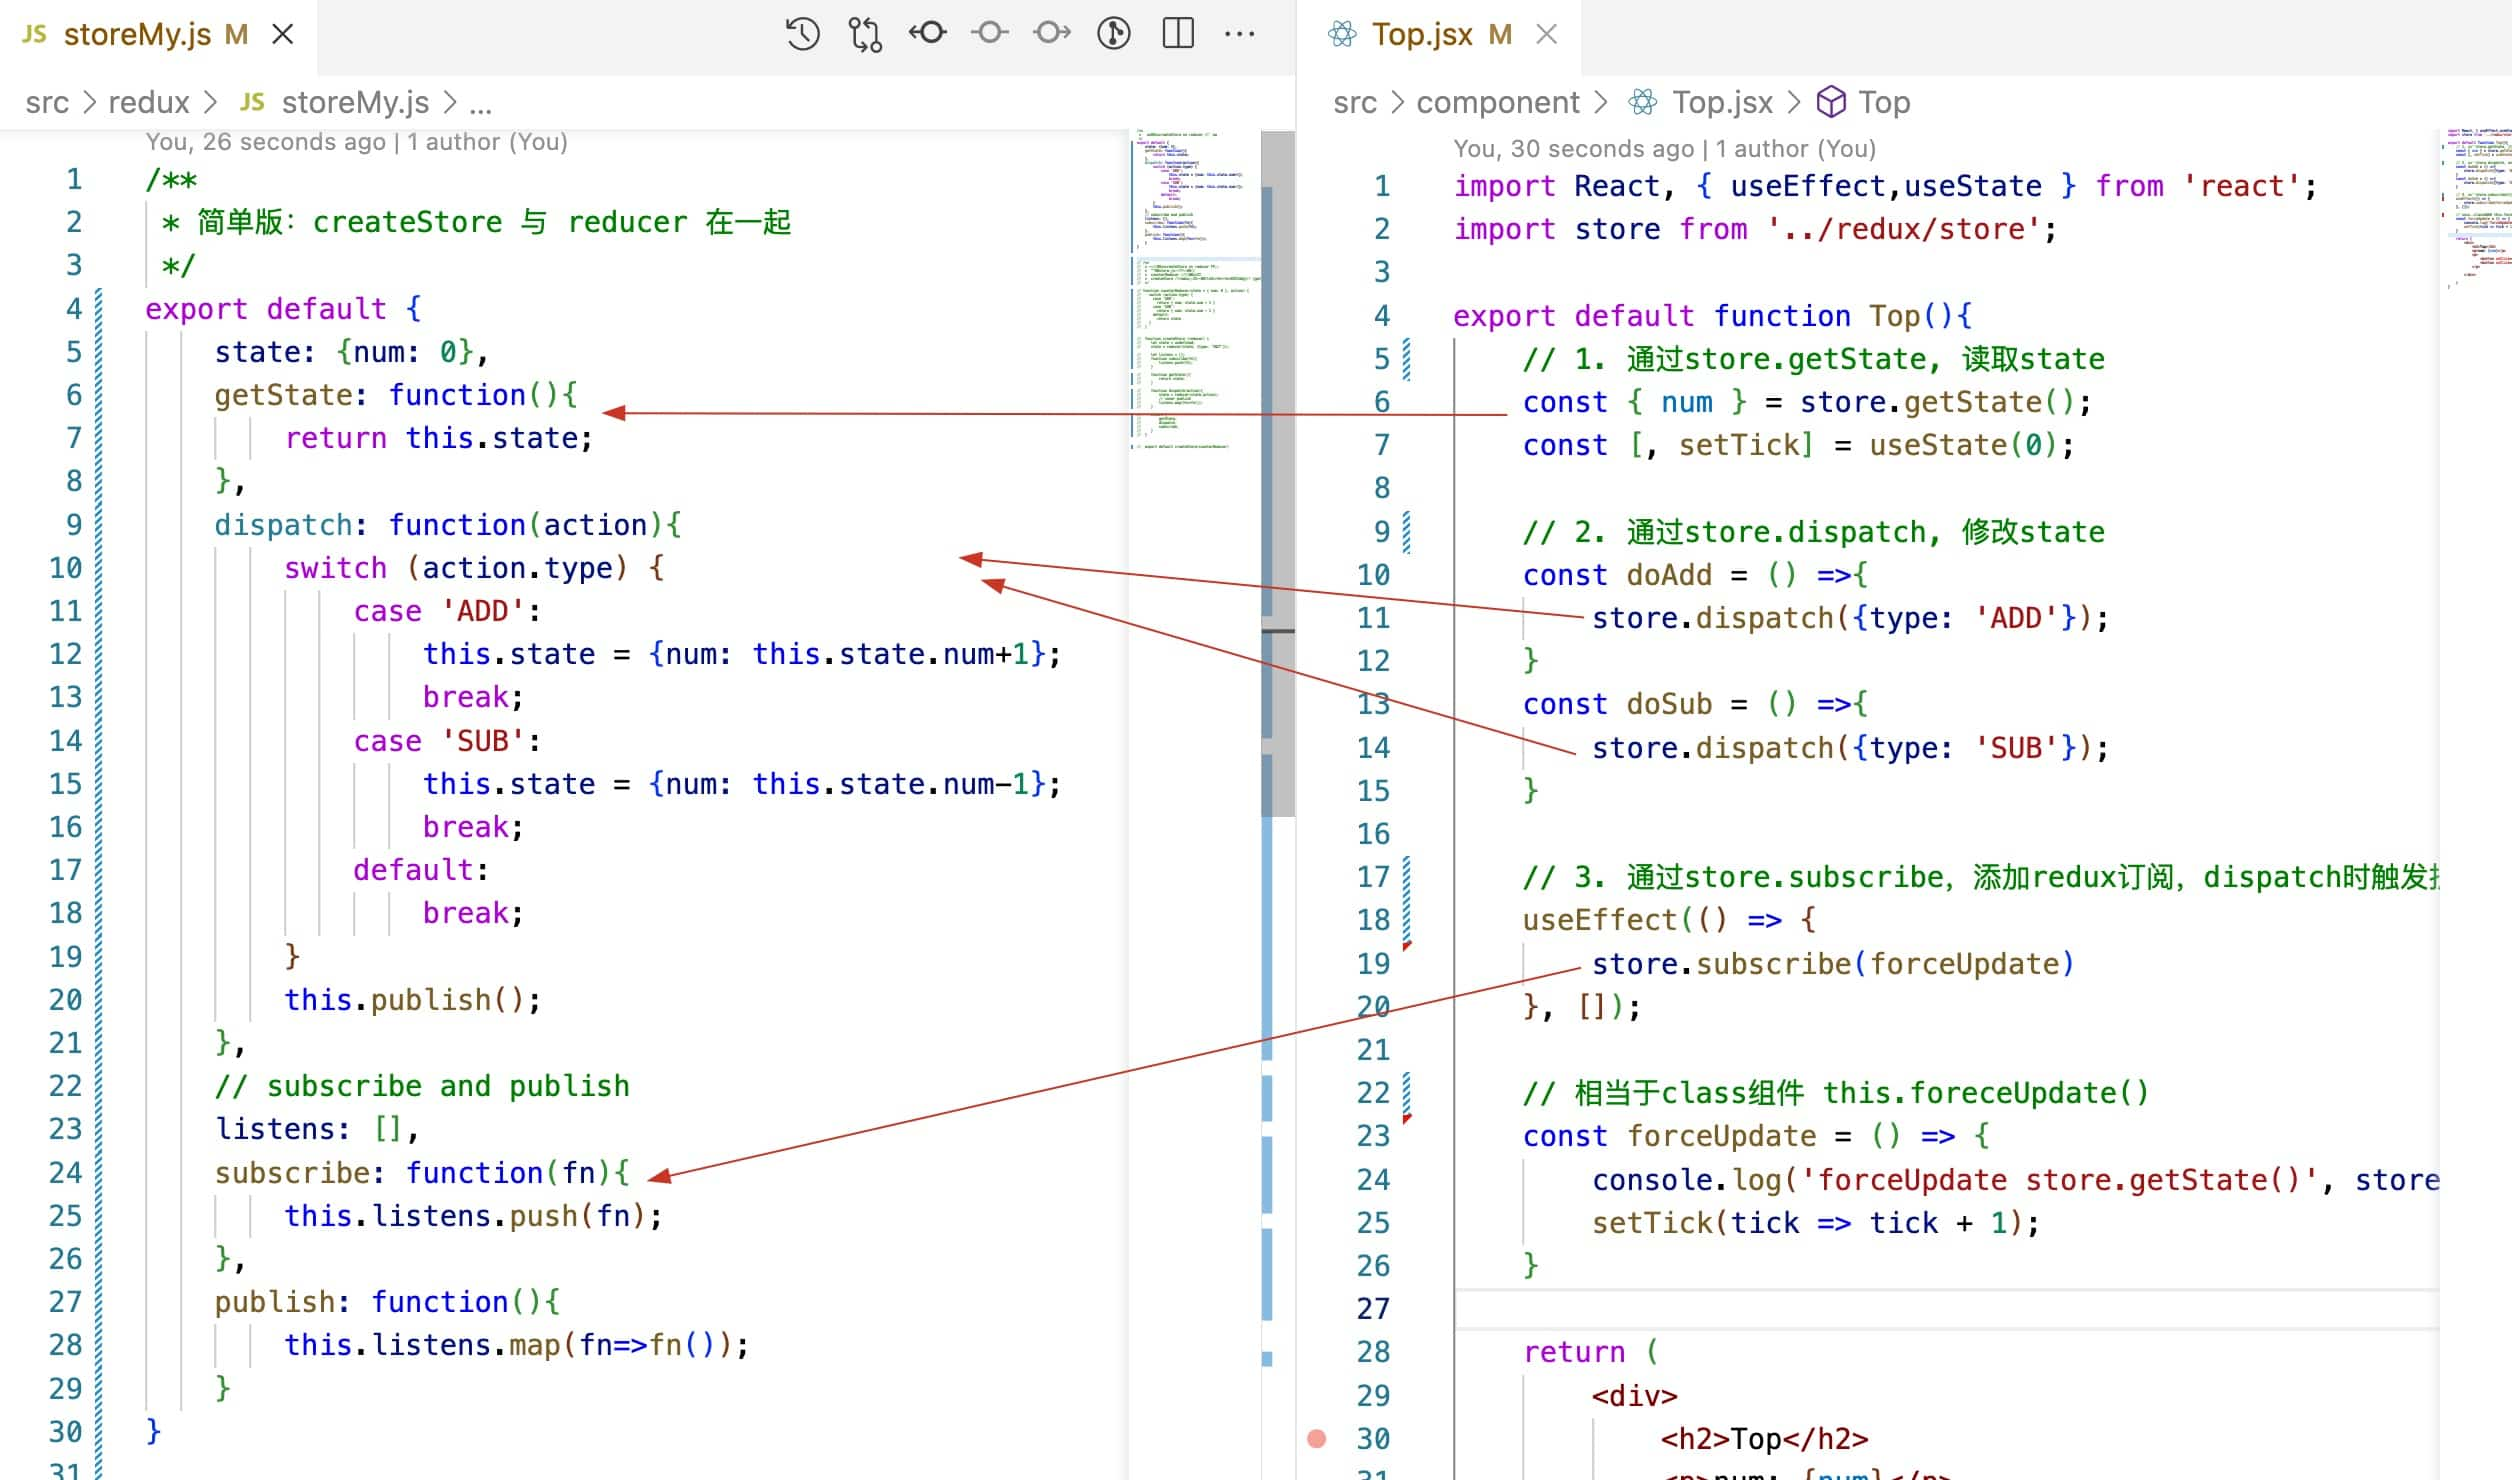 JS storeMy.js M
src > redux > JS storeMy.js > ...
You, 26 seconds ago | 1 author (You)
1 /**
2 * 简单版：createStore 与 reducer 在一起
3 */
4 export default {
5 state: {num: 0},
6 getState: function(){
7 return this.state;
8 },
9 dispatch: function(action){
10 switch (action.type) {
11 case 'ADD':
12 this.state = {num: this.state.num+1};
13 break;
14 case 'SUB':
15 this.state = {num: this.state.num-1};
16 break;
17 default:
18 break;
19 }
20 this.publish();
21 },
22 // subscribe and publish
23 listens: [],
24 subscribe: function(fn){
25 this.listens.push(fn);
26 },
27 publish: function(){
28 this.listens.map(fn=>fn());
29 }
30 }
31
Top.jsx M
src > component > Top.jsx > Top
You, 30 seconds ago | 1 author (You)
1 import React, { useEffect,useState } from 'react';
2 import store from '../redux/store';
3
4 export default function Top(){
5 // 1. 通过store.getState, 读取state
6 const { num } = store.getState();
7 const [, setTick] = useState(0);
8
9 // 2. 通过store.dispatch, 修改state
10 const doAdd = () =>{
11 store.dispatch({type: 'ADD'});
12 }
13 const doSub = () =>{
14 store.dispatch({type: 'SUB'});
15 }
16
17 // 3. 通过store.subscribe，添加redux订阅，dispatch时触发
18 useEffect(() => {
19 store.subscribe(forceUpdate)
20 }, []);
21
22 // 相当于class组件 this.foreceUpdate()
23 const forceUpdate = () => {
24 console.log('forceUpdate store.getState()', store
25 setTick(tick => tick + 1);
26 }
27
28 return (
29 <div>
30 <h2>Top</h2>
31 <p>num: {num}</p>